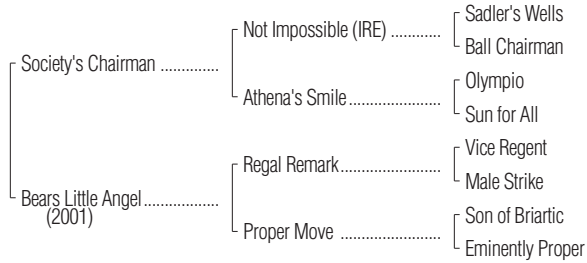 Sadler's Wells
Not Impossible (IRE) ............
Ball Chairman
Society's Chairman ...............
Olympio
Athena's Smile........................
Sun for All
Vice Regent
Regal Remark..........................
Male Strike
Bears Little Angel...................
(2001)
Son of Briartic
Proper Move ..........................
Eminently Proper